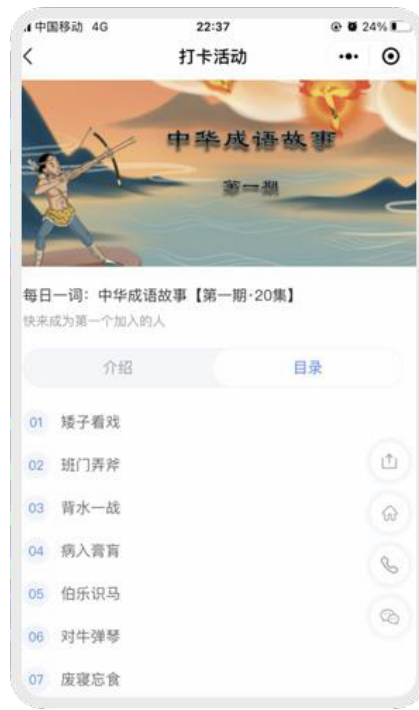 中国移动 4G 22:37 24%
打卡活动
中华成语故事
第一期
每日一词：中华成语故事【第一期·20集】
快来成为第一个加入的人
介绍 目录
01 矮子看戏
02 班门弄斧
03 背水一战
04 病入膏肓
05 伯乐识马
06 对牛弹琴
07 废寝忘食